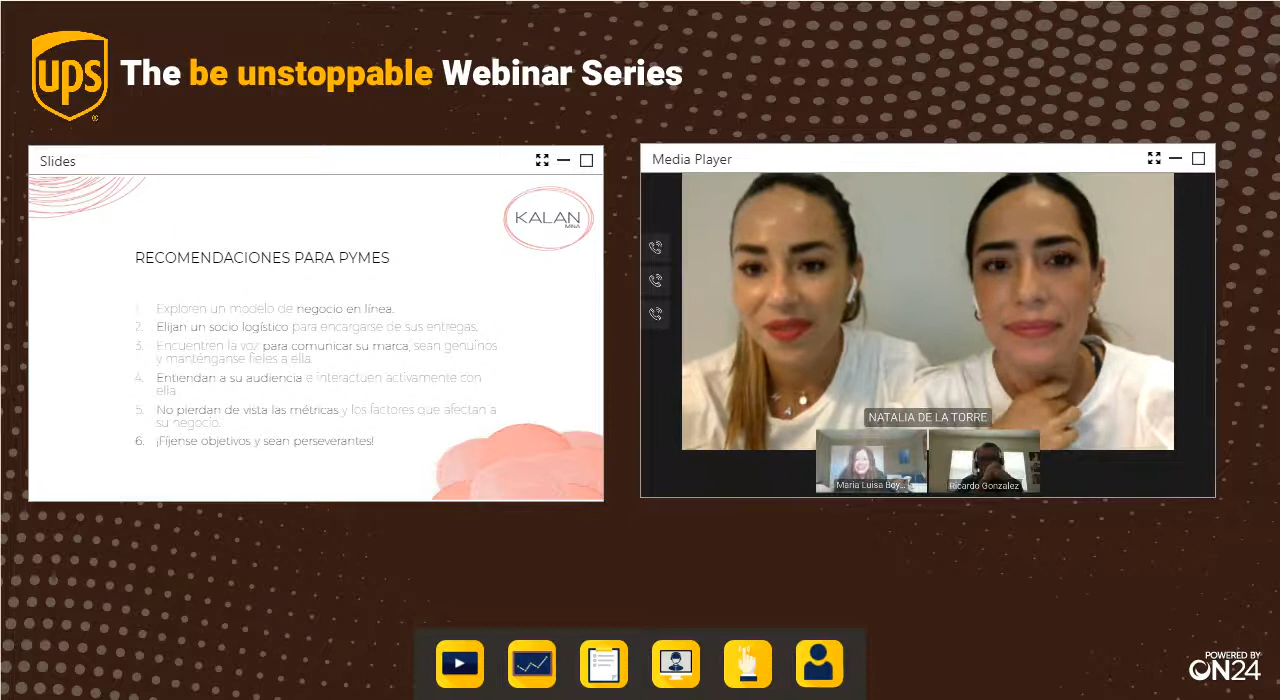 ups
The be unstoppable Webinar Series
Slides
Media Player
KALAN
MNA
RECOMENDACIONES PARA PYMES
1. Exploren un modelo de negocio en línea.
2. Elijan un socio logístico para encargarse de sus entregas.
3. Encuentren la voz para comunicar su marca, sean genuinos
y manténganse fieles a ella.
4. Entiendan a su audiencia e interactuen activamente con
ella.
5. No pierdan de vista las métricas y los factores que afectan a
su negocio.
6. ¡Fíjense objetivos y sean perseverantes!
NATALIA DE LA TORRE
Maria Luisa Boy...
Ricardo Gonzalez
POWERED BY
ON24